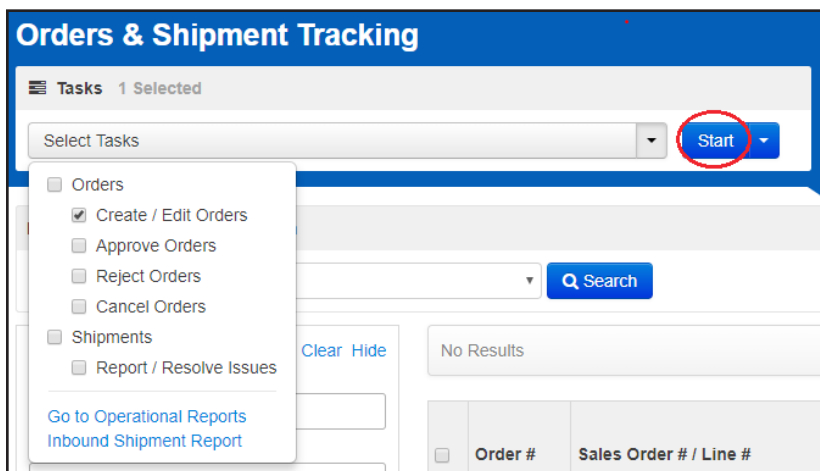 Orders & Shipment Tracking
Tasks 1 Selected
Select Tasks
Start
Orders
Create / Edit Orders
Approve Orders
Reject Orders
Cancel Orders
Shipments
Report / Resolve Issues
Go to Operational Reports
Inbound Shipment Report
Search
Clear Hide
No Results
Order # Sales Order # / Line #